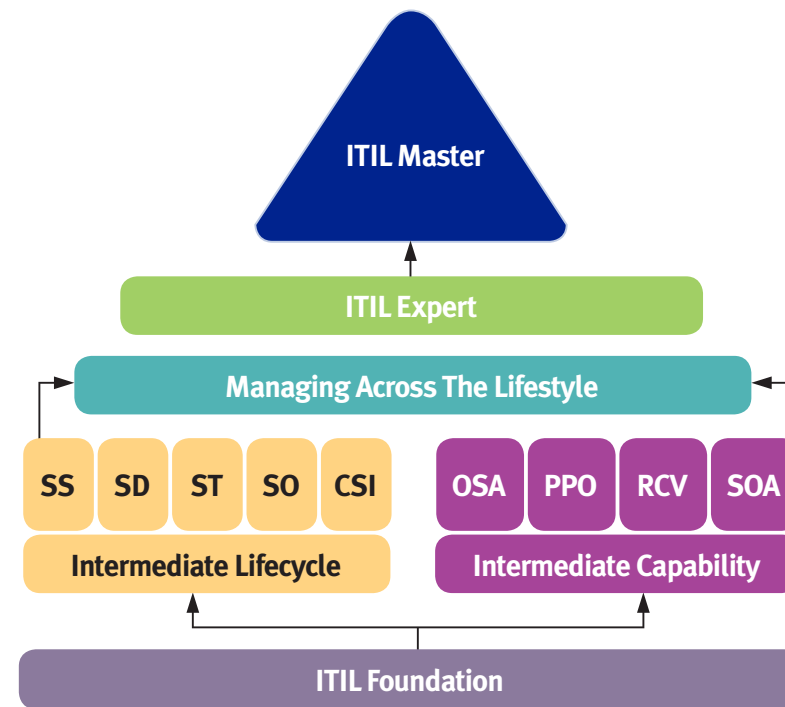 ITIL Master
ITIL Expert
Managing Across The Lifestyle
SS SD ST SO CSI
OSA PPO RCV SOA
Intermediate Lifecycle
Intermediate Capability
ITIL Foundation